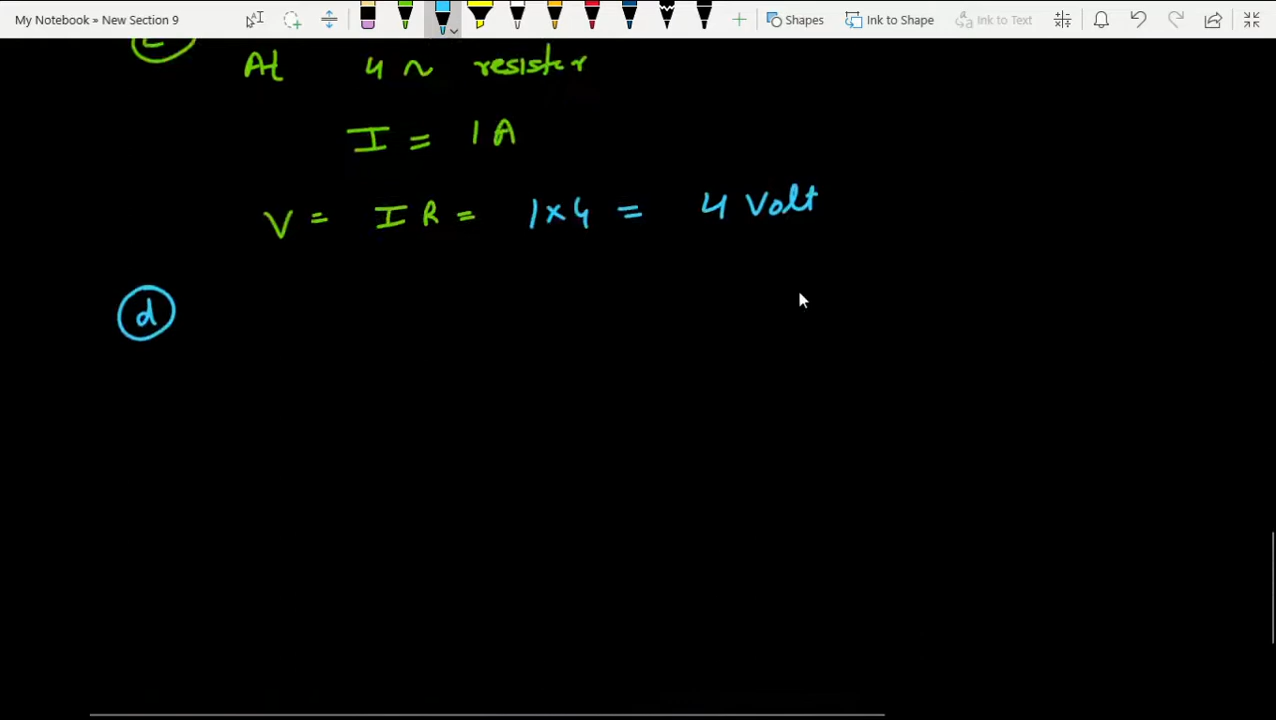 My Notebook » New Section 9
Shapes
Ink to Shape
Ink to Text
At 4 ~ resistor
I = 1A
V = IR = 1×4 = 4 Volt
d